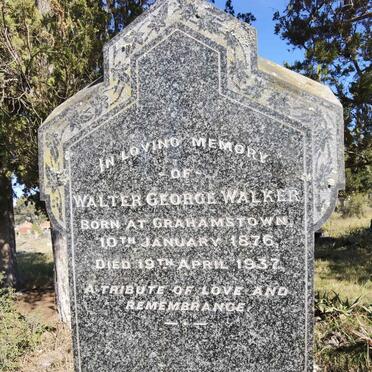 IN LOVING MEMORY
- OF -
WALTER GEORGE WALKER
BORN AT GRAHAMSTOWN,
10TH JANUARY 1876,
DIED 19TH APRIL 1937.
A TRIBUTE OF LOVE AND
REMEMBRANCE.